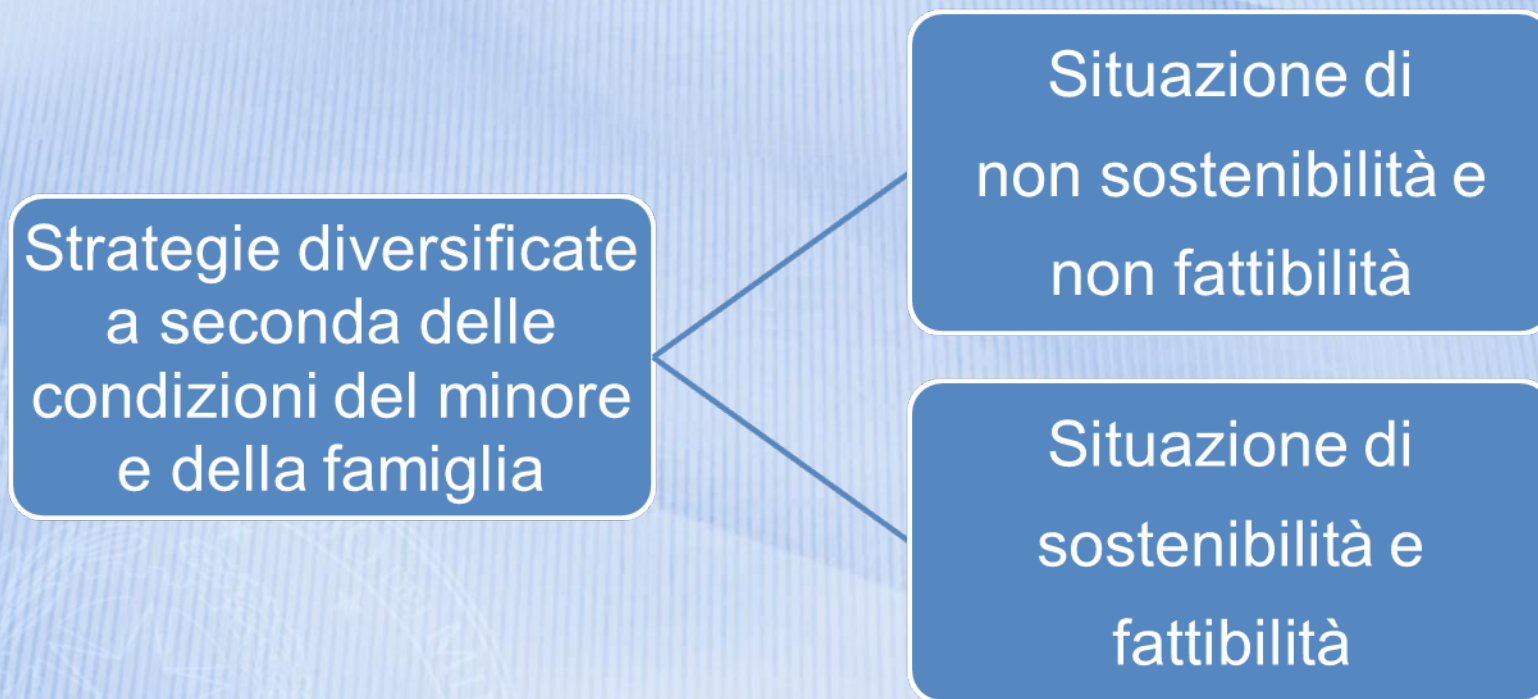 Strategie diversificate
a seconda delle
condizioni del minore
e della famiglia
Situazione di
non sostenibilità e
non fattibilità
Situazione di
sostenibilità e
fattibilità